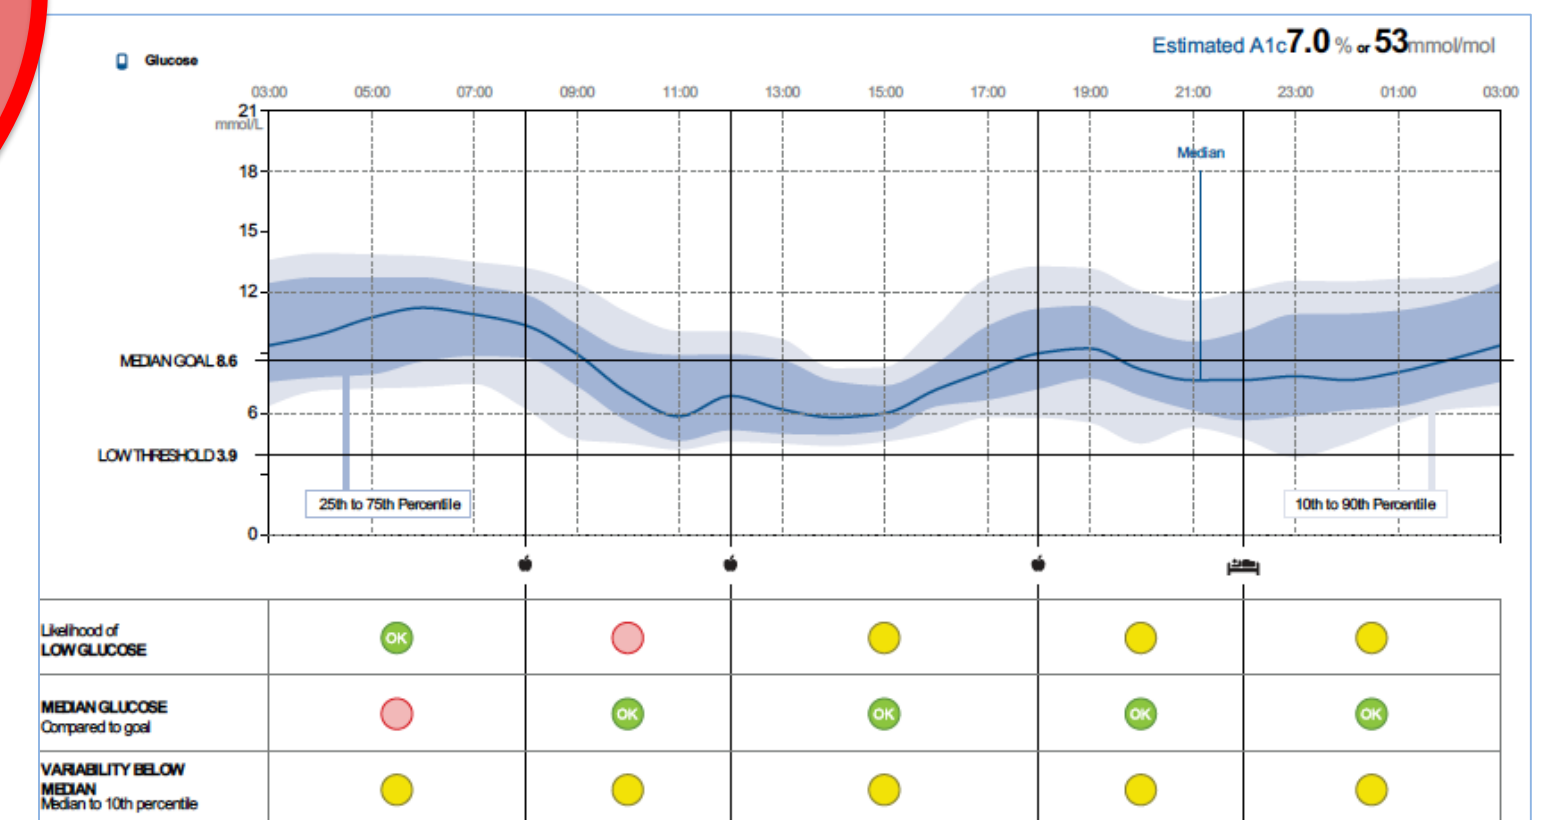 Estimated A1c 7.0 % or 53 mmol/mol
Glucose
03:00 05:00 07:00 09:00 11:00 13:00 15:00 17:00 19:00 21:00 23:00 01:00 03:00
21
mmol/L
Median
18
15
12
MEDIAN GOAL 8.6
6
LOW THRESHOLD 3.9
25th to 75th Percentile
10th to 90th Percentile
0
Likelihood of
LOW GLUCOSE
OK
MEDIAN GLUCOSE
Compared to goal
OK OK OK OK
VARIABILITY BELOW
MEDIAN
Median to 10th percentile